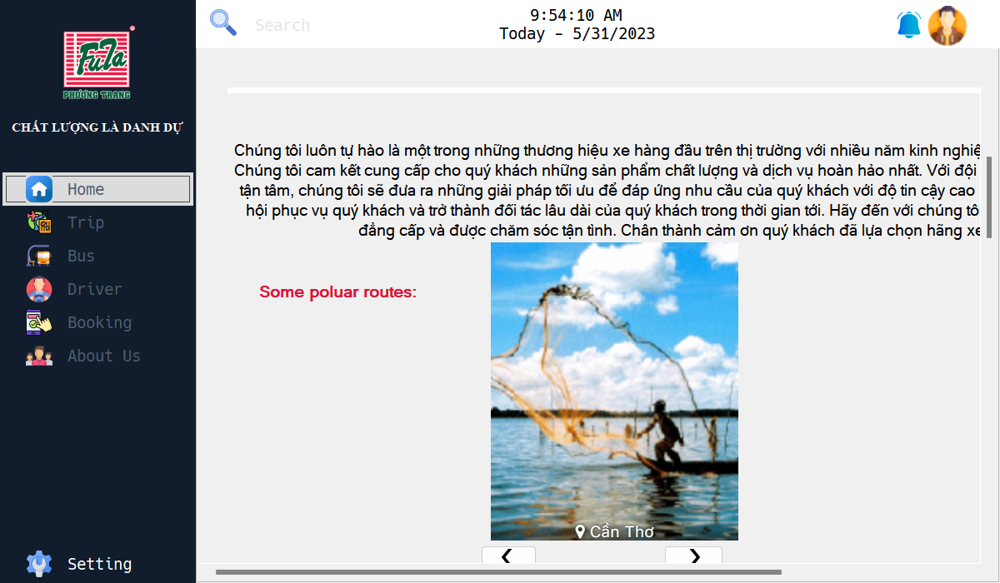 FuTa
PHƯƠNG TRANG
CHẤT LƯỢNG LÀ DANH DỰ
Home
Trip
Bus
Driver
Booking
About Us
Setting
Search
9:54:10 AM
Today - 5/31/2023
Chúng tôi luôn tự hào là một trong những thương hiệu xe hàng đầu trên thị trường với nhiều năm kinh nghiệ
Chúng tôi cam kết cung cấp cho quý khách những sản phẩm chất lượng và dịch vụ hoàn hảo nhất. Với đội
tận tâm, chúng tôi sẽ đưa ra những giải pháp tối ưu để đáp ứng nhu cầu của quý khách với độ tin cậy cao
hội phục vụ quý khách và trở thành đối tác lâu dài của quý khách trong thời gian tới. Hãy đến với chúng tô
đẳng cấp và được chăm sóc tận tình. Chân thành cảm ơn quý khách đã lựa chọn hãng xe
Some poluar routes:
Cần Thơ